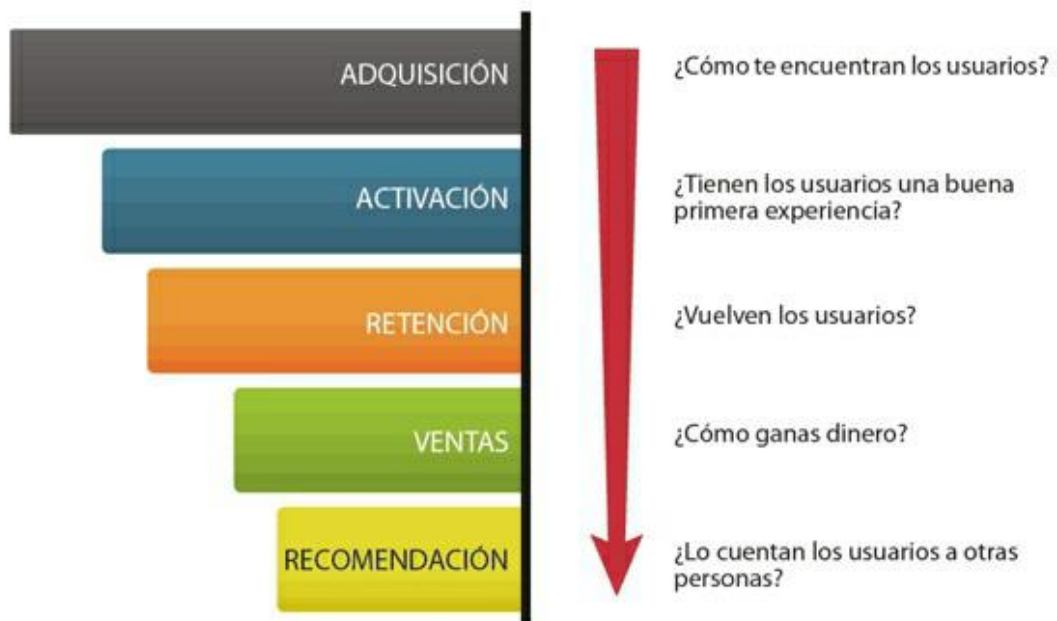 ADQUISICIÓN
¿Cómo te encuentran los usuarios?
ACTIVACIÓN
¿Tienen los usuarios una buena
primera experiencia?
RETENCIÓN
¿Vuelven los usuarios?
VENTAS
¿Cómo ganas dinero?
RECOMENDACIÓN
¿Lo cuentan los usuarios a otras
personas?